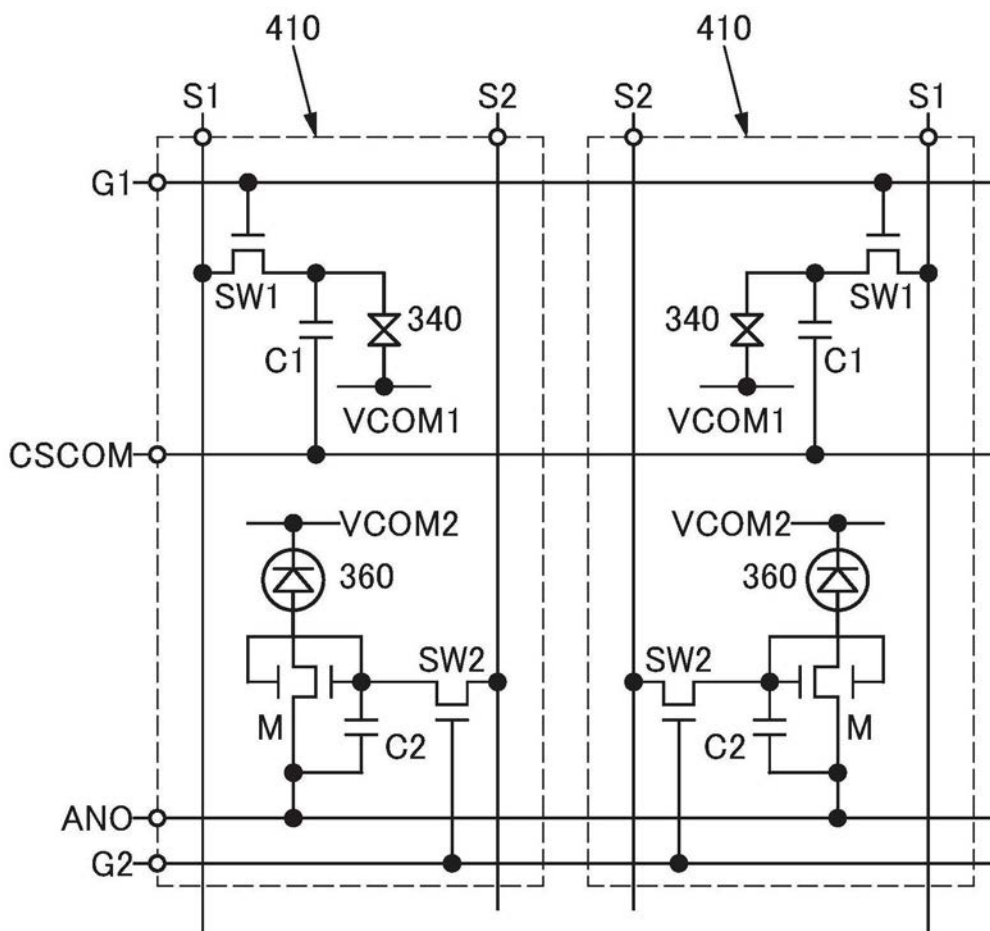 410 410
S1 S2 S2 S1
G1
SW1 SW1
340 340
C1 C1
VCOM1 VCOM1
CSCOM
VCOM2 VCOM2
360 360
SW2 SW2
M C2 C2 M
ANO
G2